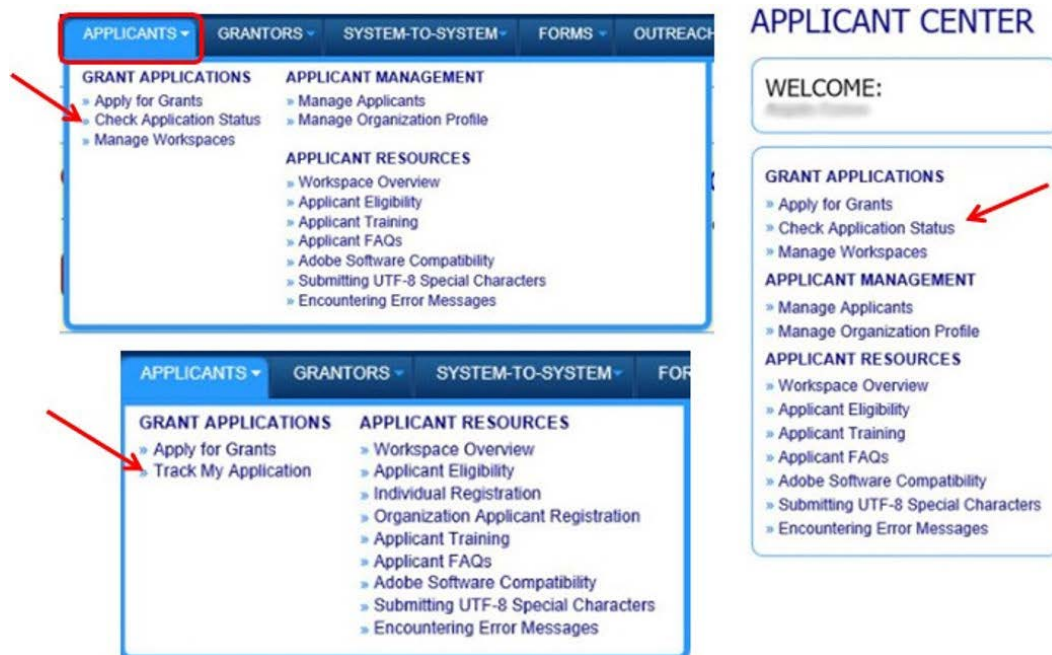 APPLICANTS GRANTORS SYSTEM-TO-SYSTEM FORMS OUTREACH
GRANT APPLICATIONS
» Apply for Grants
» Check Application Status
» Manage Workspaces
APPLICANT MANAGEMENT
» Manage Applicants
» Manage Organization Profile
APPLICANT RESOURCES
» Workspace Overview
» Applicant Eligibility
» Applicant Training
» Applicant FAQs
» Adobe Software Compatibility
» Submitting UTF-8 Special Characters
» Encountering Error Messages
APPLICANTS GRANTORS SYSTEM-TO-SYSTEM FOR
GRANT APPLICATIONS
» Apply for Grants
» Track My Application
APPLICANT RESOURCES
» Workspace Overview
» Applicant Eligibility
» Individual Registration
» Organization Applicant Registration
» Applicant Training
» Applicant FAQs
» Adobe Software Compatibility
» Submitting UTF-8 Special Characters
» Encountering Error Messages
APPLICANT CENTER
WELCOME:
GRANT APPLICATIONS
» Apply for Grants
» Check Application Status
» Manage Workspaces
APPLICANT MANAGEMENT
» Manage Applicants
» Manage Organization Profile
APPLICANT RESOURCES
» Workspace Overview
» Applicant Eligibility
» Applicant Training
» Applicant FAQs
» Adobe Software Compatibility
» Submitting UTF-8 Special Characters
» Encountering Error Messages